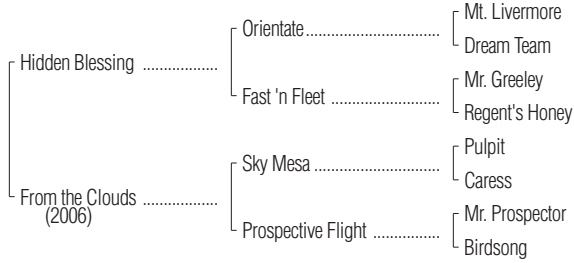 Mt. Livermore
Orientate
Dream Team
Hidden Blessing
Mr. Greeley
Fast 'n Fleet
Regent's Honey
Pulpit
Sky Mesa
Caress
From the Clouds
(2006)
Mr. Prospector
Prospective Flight
Birdsong